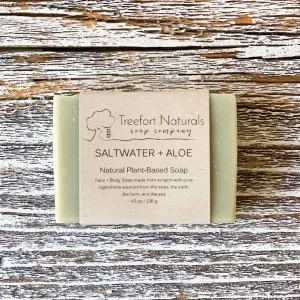 Treefort Naturals
soap company
SALTWATER + ALOE
Natural Plant-Based Soap
Face + Body Soap made from scratch with pure
ingredients sourced from the trees, the earth,
the farm, and the sea.
4.5 oz / 128 g